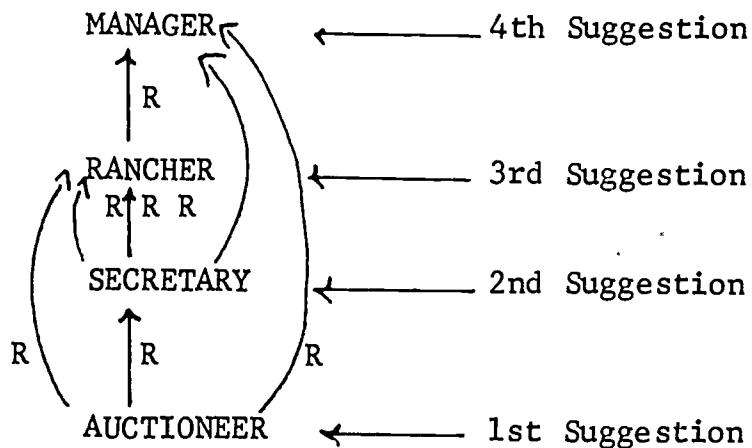 MANAGER 4th Suggestion
R
RANCHER 3rd Suggestion
R R R
SECRETARY 2nd Suggestion
R R R
AUCTIONEER 1st Suggestion